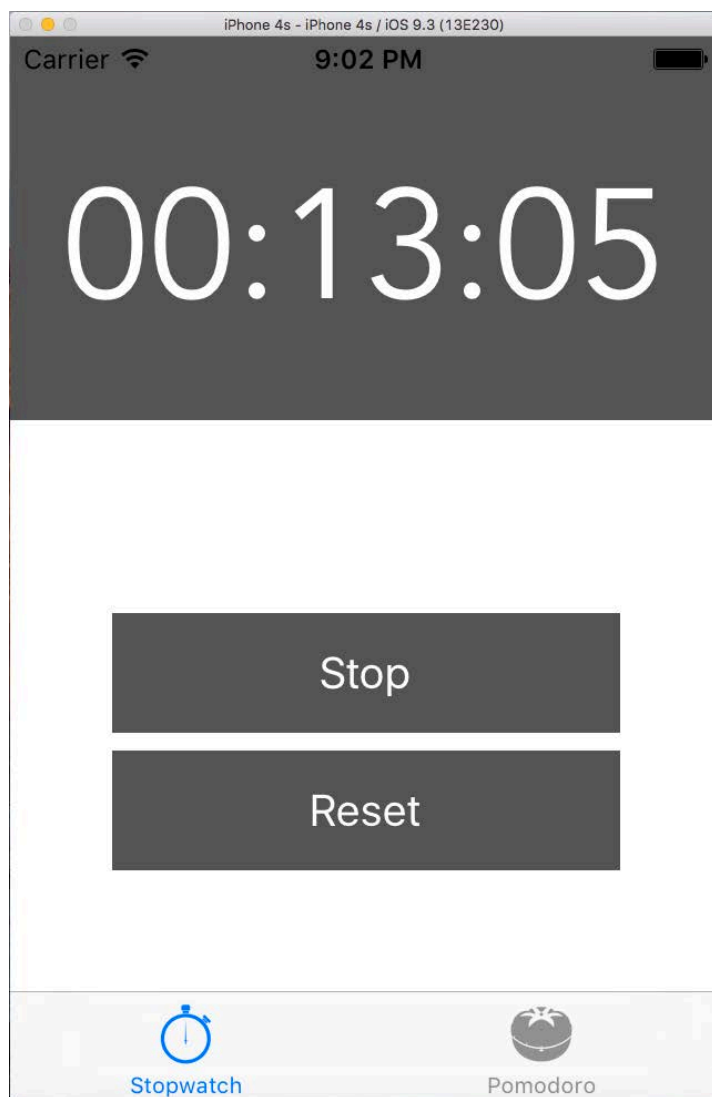 iPhone 4s - iPhone 4s / iOS 9.3 (13E230)
Carrier 9:02 PM
00:13:05
Stop
Reset
Stopwatch Pomodoro